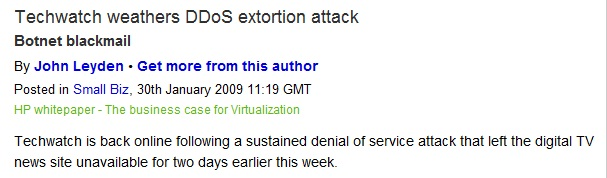 Techwatch weathers DDoS extortion attack
Botnet blackmail
By John Leyden • Get more from this author
Posted in Small Biz, 30th January 2009 11:19 GMT
HP whitepaper - The business case for Virtualization
Techwatch is back online following a sustained denial of service attack that left the digital TV
news site unavailable for two days earlier this week.